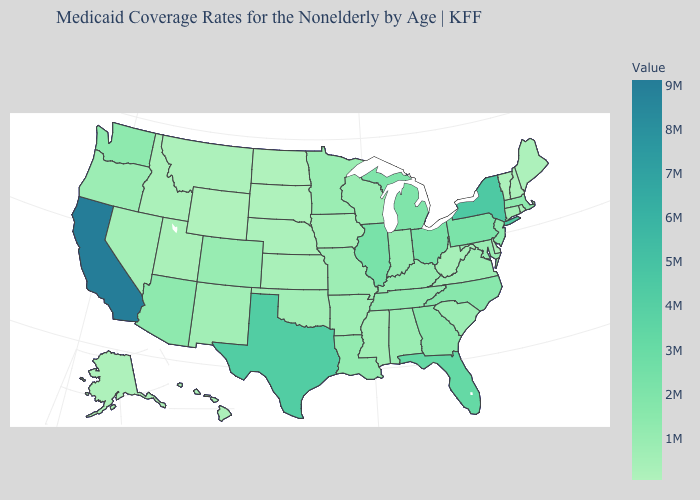 Medicaid Coverage Rates for the Nonelderly by Age | KFF
Value
9M
8M
7M
6M
5M
4M
3M
2M
1M